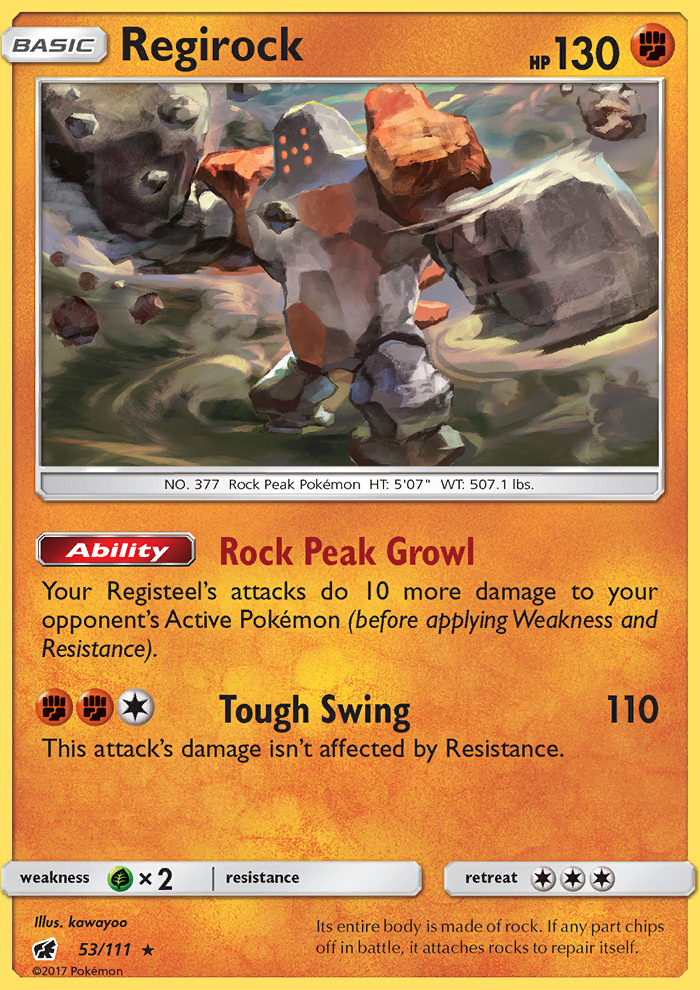 BASIC Regirock HP 130
NO. 377 Rock Peak Pokémon HT: 5'07" WT: 507.1 lbs.
Ability Rock Peak Growl
Your Registeel's attacks do 10 more damage to your
opponent's Active Pokémon (before applying Weakness and
Resistance).
Tough Swing 110
This attack's damage isn't affected by Resistance.
weakness × 2 resistance retreat
Illus. kawayoo
53/111 ★
©2017 Pokémon
Its entire body is made of rock. If any part chips
off in battle, it attaches rocks to repair itself.